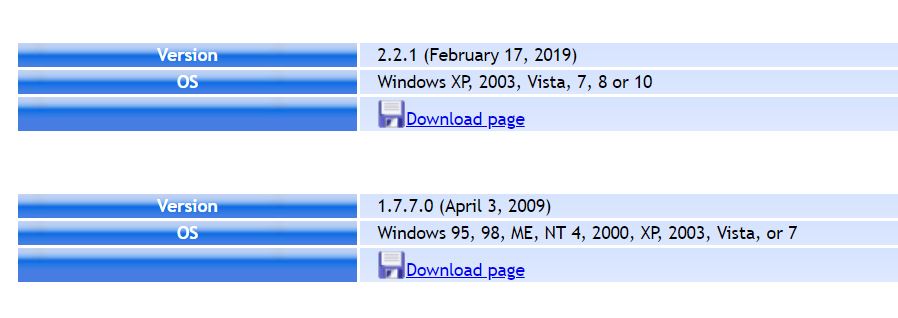 Version 2.2.1 (February 17, 2019)
OS Windows XP, 2003, Vista, 7, 8 or 10
Download page
Version 1.7.7.0 (April 3, 2009)
OS Windows 95, 98, ME, NT 4, 2000, XP, 2003, Vista, or 7
Download page